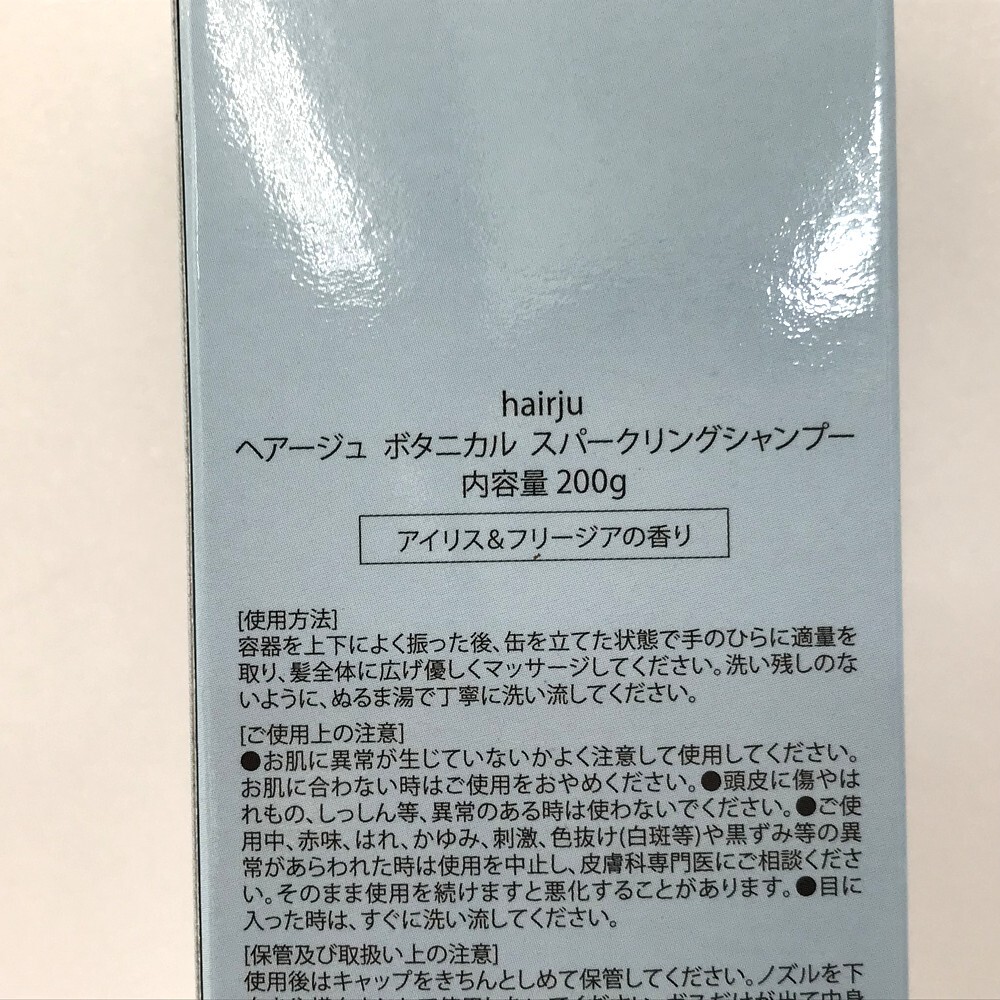 hairju
ヘアージュ ボタニカル スパークリングシャンプー
内容量 200g
アイリス&フリージアの香り
[使用方法]
容器を上下によく振った後、缶を立てた状態で手のひらに適量を
取り、髪全体に広げ優しくマッサージしてください。洗い残しのな
いように、ぬるま湯で丁寧に洗い流してください。
[ご使用上の注意]
●お肌に異常が生じていないかよく注意して使用してください。
お肌に合わない時はご使用をおやめください。●頭皮に傷やは
れもの、しっしん等、異常のある時は使わないでください。●ご使
用中、赤味、はれ、かゆみ、刺激、色抜け(白斑等)や黒ずみ等の異
常があらわれた時は使用を中止し、皮膚科専門医にご相談くださ
い。そのまま使用を続けますと悪化することがあります。●目に
入った時は、すぐに洗い流してください。
[保管及び取扱い上の注意]
使用後はキャップをきちんとしめて保管してください。ノズルを下